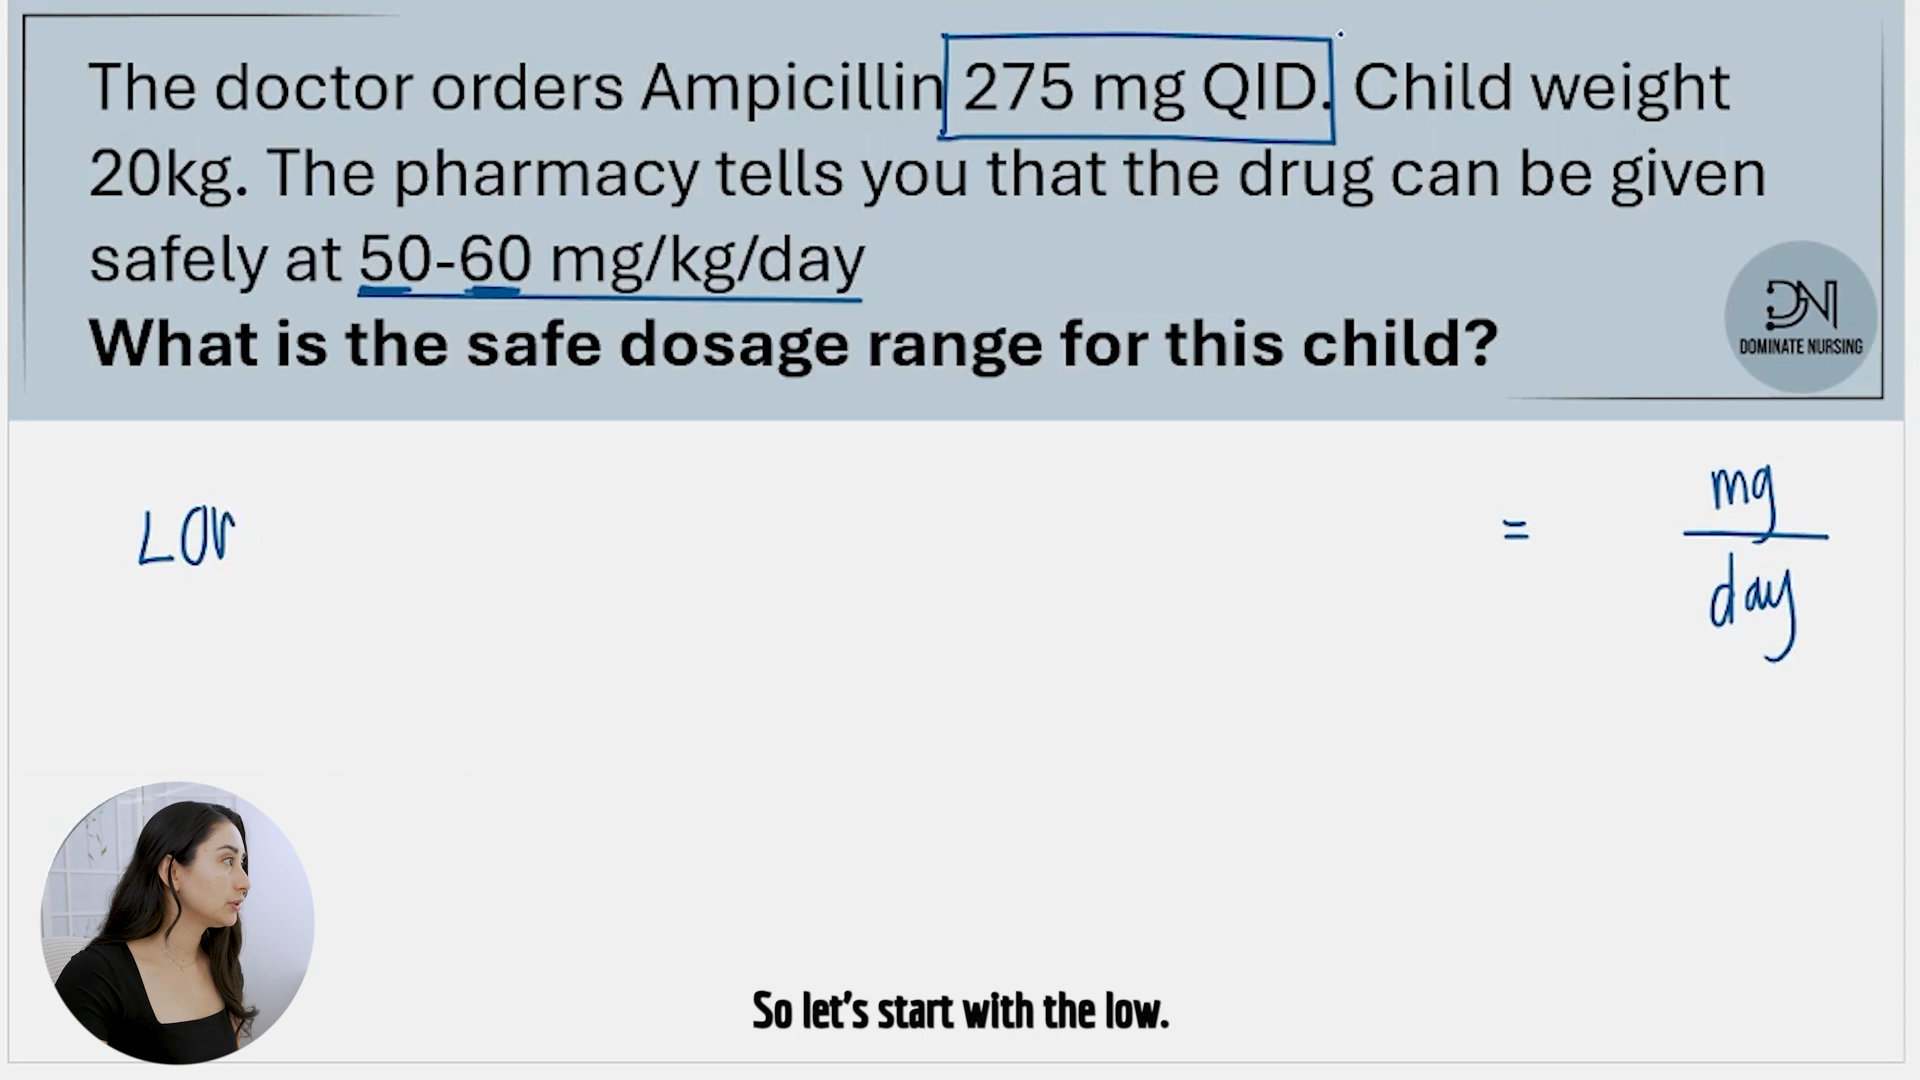 The doctor orders Ampicillin 275 mg QID. Child weight
20kg. The pharmacy tells you that the drug can be given
safely at 50-60 mg/kg/day
What is the safe dosage range for this child?
DN
DOMINATE NURSING
LOW
=
mg
day
So let's start with the low.